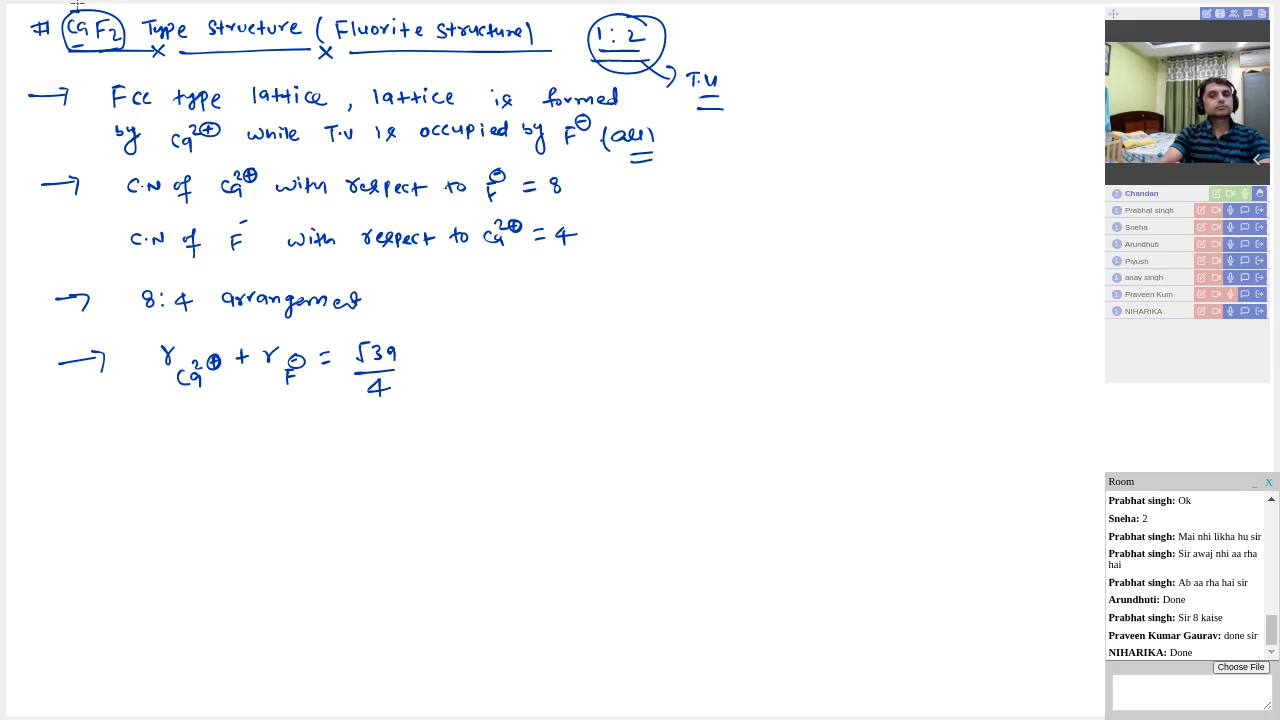 # CaF2 Type Structure (Fluorite Structure) 1:2
→ T.V
→ Fcc type lattice, lattice is formed
by Ca2⊕ while T.V is occupied by F⊖ (all)
→ C.N of Ca2⊕ with respect to F⊖ = 8
C.N of F- with respect to Ca2⊕ = 4
→ 8:4 arrangement
→ rCa2⊕ + rF⊖ = √3a/4
Chandan
Prabhat singh
Sneha
Arundhuti
Piyush
anay singh
Praveen Kum
NIHARIKA
Room _ X
Prabhat singh: Ok
Sneha: 2
Prabhat singh: Mai nhi likha hu sir
Prabhat singh: Sir awaj nhi aa rha
hai
Prabhat singh: Ab aa rha hai sir
Arundhuti: Done
Prabhat singh: Sir 8 kaise
Praveen Kumar Gaurav: done sir
NIHARIKA: Done
Choose File